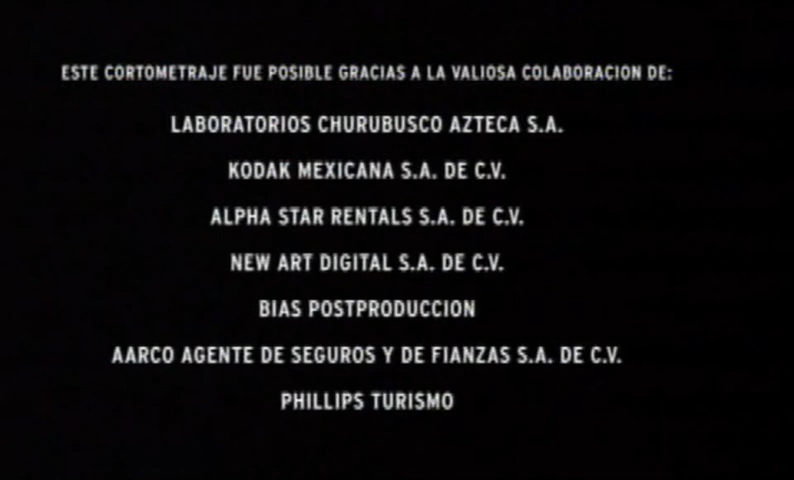 ESTE CORTOMETRAJE FUE POSIBLE GRACIAS A LA VALIOSA COLABORACION DE:
LABORATORIOS CHURUBUSCO AZTECA S.A.
KODAK MEXICANA S.A. DE C.V.
ALPHA STAR RENTALS S.A. DE C.V.
NEW ART DIGITAL S.A. DE C.V.
BIAS POSTPRODUCCION
AARCO AGENTE DE SEGUROS Y DE FIANZAS S.A. DE C.V.
PHILLIPS TURISMO